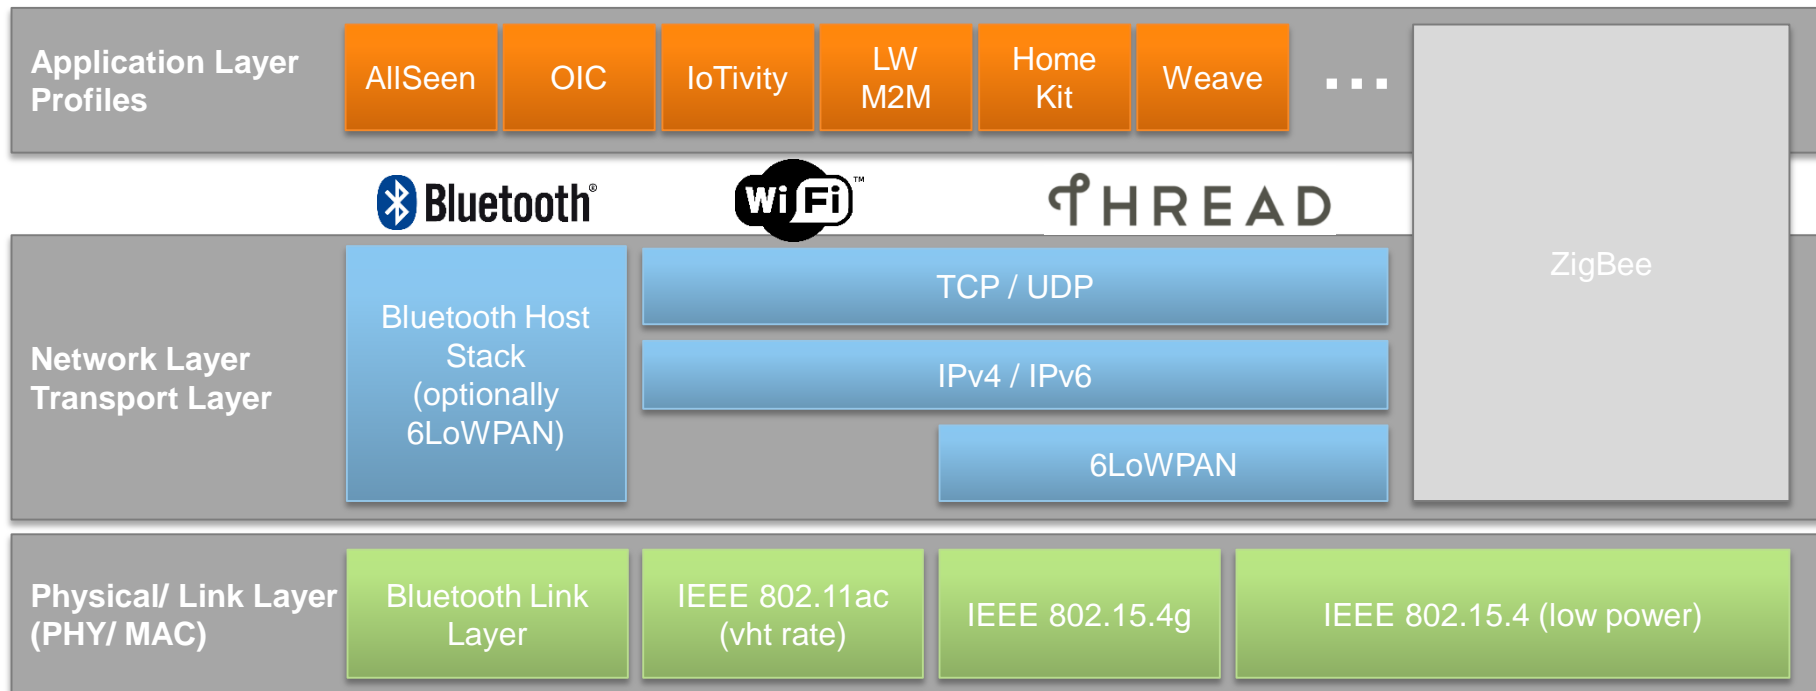 Application Layer
Profiles
AllSeen
OIC
IoTivity
LW
M2M
Home
Kit
Weave
...
Bluetooth®
Wi Fi™
THREAD
ZigBee
Network Layer
Transport Layer
Bluetooth Host
Stack
(optionally
6LoWPAN)
TCP / UDP
IPv4 / IPv6
6LoWPAN
Physical/ Link Layer
(PHY/ MAC)
Bluetooth Link
Layer
IEEE 802.11ac
(vht rate)
IEEE 802.15.4g
IEEE 802.15.4 (low power)